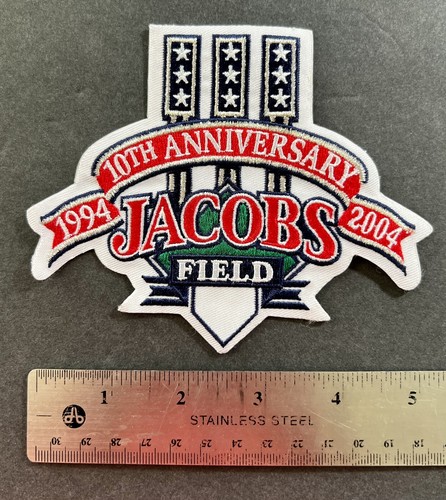 10TH ANNIVERSARY
1994 2004
JACOBS
FIELD
1 2 3 4 5
STAINLESS STEEL
30 29 28 27 26 25 24 23 22 21 20 19 18